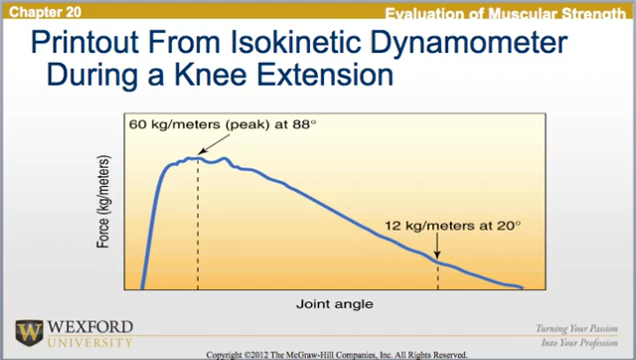 Chapter 20
Evaluation of Muscular Strength
Printout From Isokinetic Dynamometer
During a Knee Extension
60 kg/meters (peak) at 88°
12 kg/meters at 20°
Force (kg/meters)
Joint angle
W WEXFORD
UNIVERSITY
Turning Your Passion
Into Your Profession
Copyright ©2012 The McGraw-Hill Companies, Inc. All Rights Reserved.